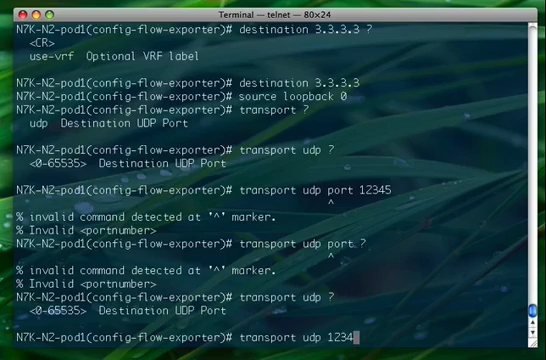 Terminal — telnet — 80×24
N7K-N2-pod1(config-flow-exporter)# destination 3.3.3.3 ?
<CR>
use-vrf Optional VRF label
N7K-N2-pod1(config-flow-exporter)# destination 3.3.3.3
N7K-N2-pod1(config-flow-exporter)# source loopback 0
N7K-N2-pod1(config-flow-exporter)# transport ?
udp Destination UDP Port
N7K-N2-pod1(config-flow-exporter)# transport udp ?
<0-65535> Destination UDP Port
N7K-N2-pod1(config-flow-exporter)# transport udp port 12345
^
% invalid command detected at '^' marker.
% Invalid <portnumber>
N7K-N2-pod1(config-flow-exporter)# transport udp port ?
^
% invalid command detected at '^' marker.
% Invalid <portnumber>
N7K-N2-pod1(config-flow-exporter)# transport udp ?
<0-65535> Destination UDP Port
N7K-N2-pod1(config-flow-exporter)# transport udp 1234